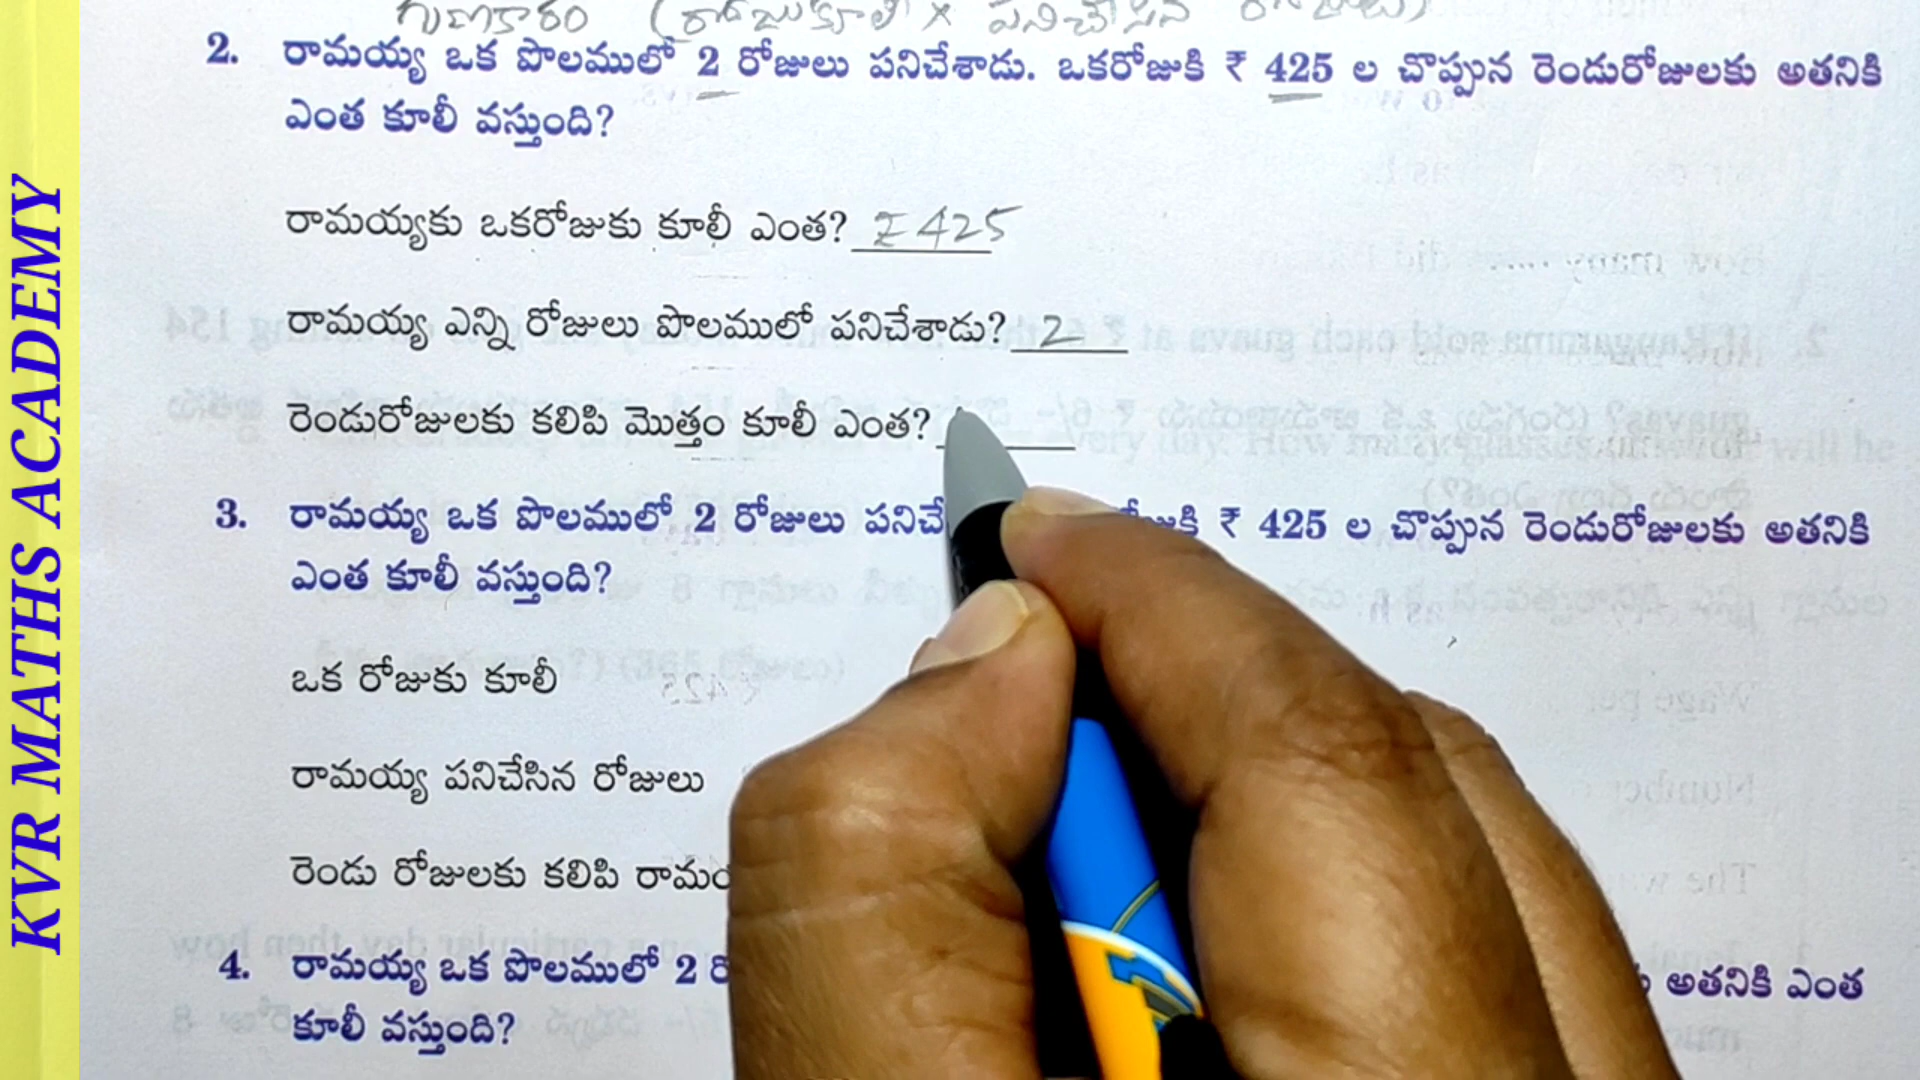 గుణకారం (రోజుకూలీ × పనిచేసిన రోజులు)
2. రామయ్య ఒక పొలములో 2 రోజులు పనిచేశాడు. ఒకరోజుకి ₹ 425 ల చొప్పున రెండురోజులకు అతనికి
ఎంత కూలీ వస్తుంది?
రామయ్యకు ఒకరోజుకు కూలీ ఎంత? ₹425
రామయ్య ఎన్ని రోజులు పొలములో పనిచేశాడు? 2
రెండురోజులకు కలిపి మొత్తం కూలీ ఎంత?
3. రామయ్య ఒక పొలములో 2 రోజులు ₹ 425 ల చొప్పున రెండురోజులకు అతనికి
ఎంత కూలీ వస్తుంది?
ఒక రోజుకు కూలీ
రామయ్య పనిచేసిన రోజులు
రెండు రోజులకు కలిపి
4. రామయ్య ఒక పొలములో 2 అతనికి ఎంత
కూలీ వస్తుంది?
KVR MATHS ACADEMY